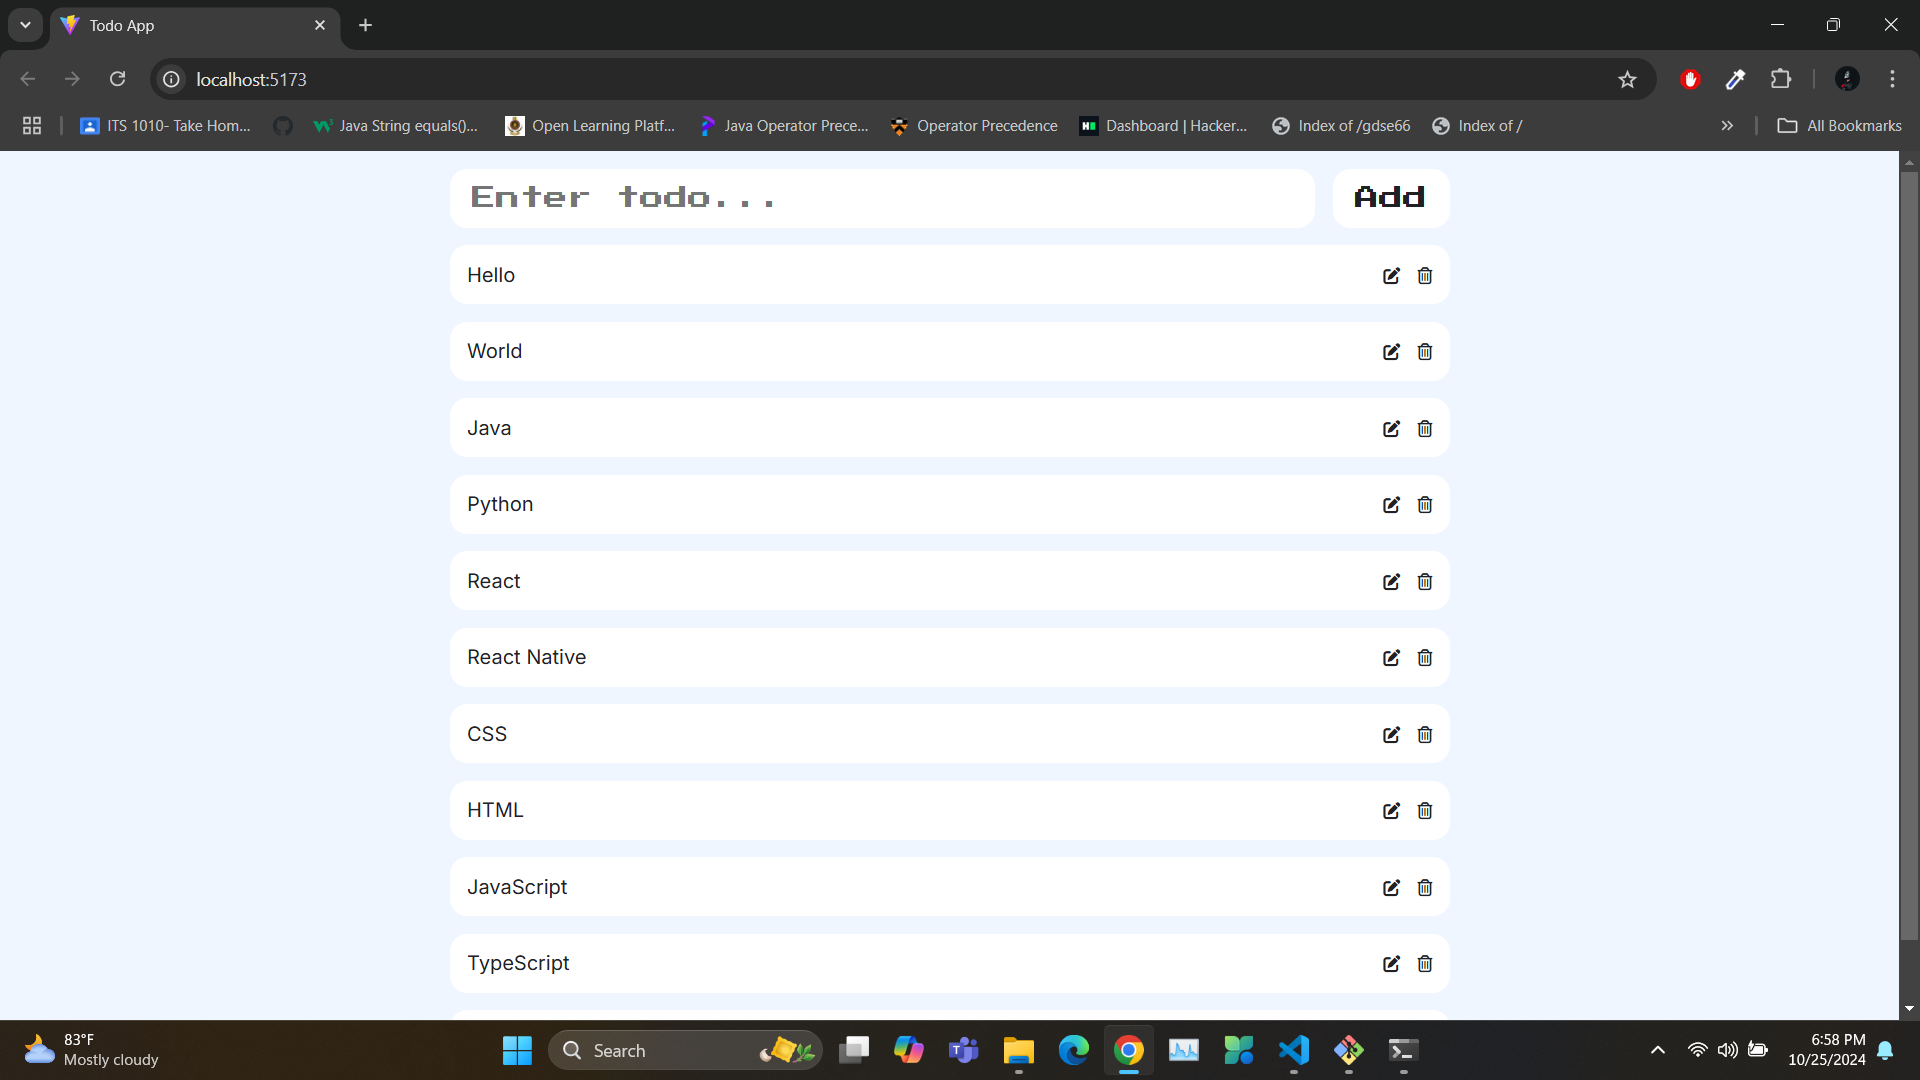 Todo App
localhost:5173
ITS 1010- Take Hom...
Java String equals()...
Open Learning Platf...
Java Operator Prece...
Operator Precedence
Dashboard | Hacker...
Index of /gdse66
Index of /
All Bookmarks
Enter todo...
Add
Hello
World
Java
Python
React
React Native
CSS
HTML
JavaScript
TypeScript
83°F
Mostly cloudy
Search
6:58 PM
10/25/2024